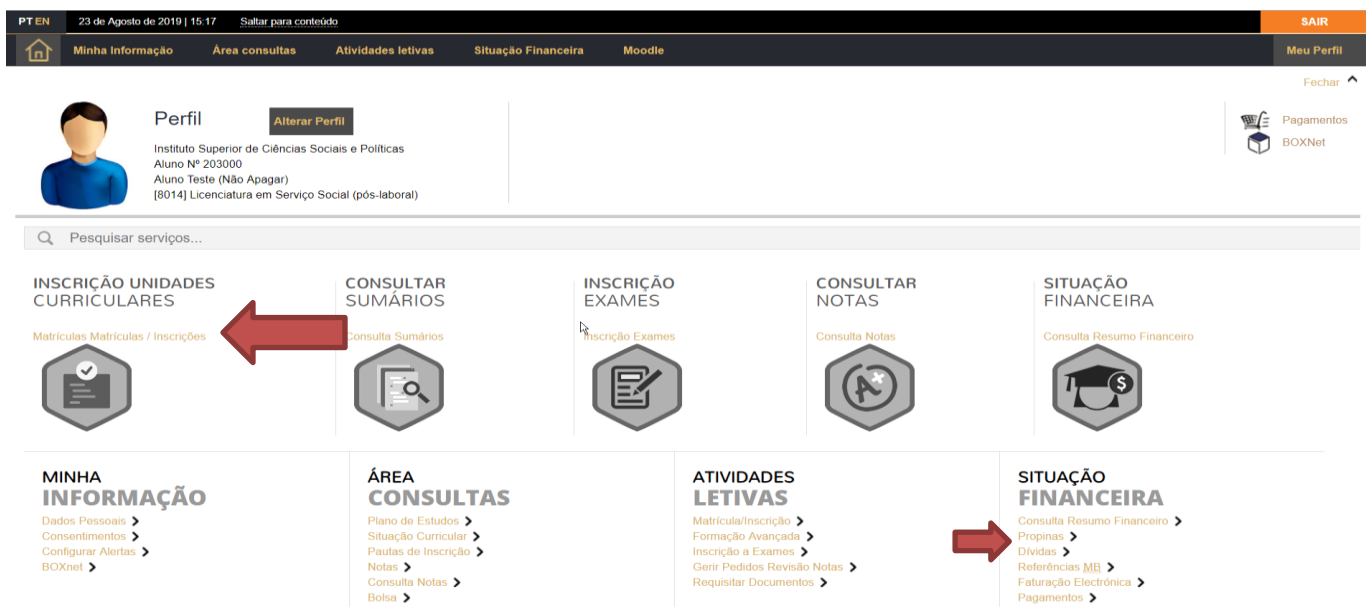 PT EN 23 de Agosto de 2019 | 15:17 Saltar para conteúdo SAIR
Minha Informação Área consultas Atividades letivas Situação Financeira Moodle Meu Perfil
Fechar
Perfil Alterar Perfil
Instituto Superior de Ciências Sociais e Políticas
Aluno Nº 203000
Aluno Teste (Não Apagar)
[8014] Licenciatura em Serviço Social (pós-laboral)
Pagamentos
BOXNet
Pesquisar serviços...
INSCRIÇÃO UNIDADES
CURRICULARES
Matrículas Matrículas / Inscrições
CONSULTAR
SUMÁRIOS
Consulta Sumários
INSCRIÇÃO
EXAMES
Inscrição Exames
CONSULTAR
NOTAS
Consulta Notas
A+
SITUAÇÃO
FINANCEIRA
Consulta Resumo Financeiro
$
MINHA
INFORMAÇÃO
Dados Pessoais
Consentimentos
Configurar Alertas
BOXnet
ÁREA
CONSULTAS
Plano de Estudos
Situação Curricular
Pautas de Inscrição
Notas
Consulta Notas
Bolsa
ATIVIDADES
LETIVAS
Matrícula/Inscrição
Formação Avançada
Inscrição a Exames
Gerir Pedidos Revisão Notas
Requisitar Documentos
SITUAÇÃO
FINANCEIRA
Consulta Resumo Financeiro
Propinas
Dívidas
Referências MB
Faturação Electrónica
Pagamentos